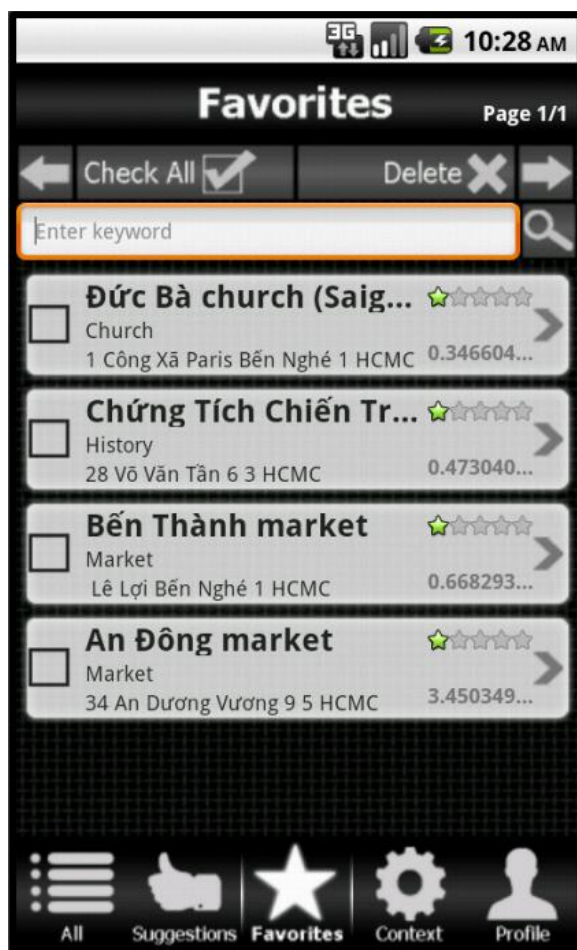 3G 10:28 AM
Favorites Page 1/1
Check All Delete
Enter keyword
Đức Bà church (Saig...
Church
1 Công Xã Paris Bến Nghé 1 HCMC 0.346604...
Chứng Tích Chiến Tr...
History
28 Võ Văn Tần 6 3 HCMC 0.473040...
Bến Thành market
Market
Lê Lợi Bến Nghé 1 HCMC 0.668293...
An Đông market
Market
34 An Dương Vương 9 5 HCMC 3.450349...
All Suggestions Favorites Context Profile